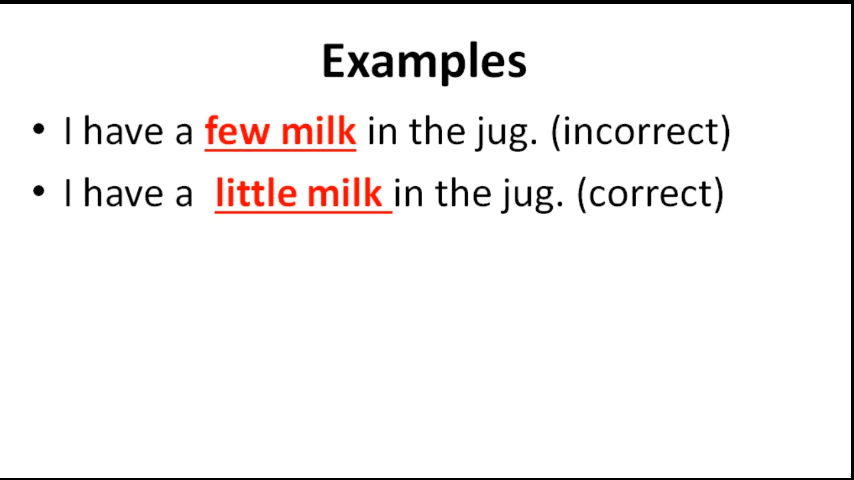 Examples
• I have a few milk in the jug. (incorrect)
• I have a little milk in the jug. (correct)